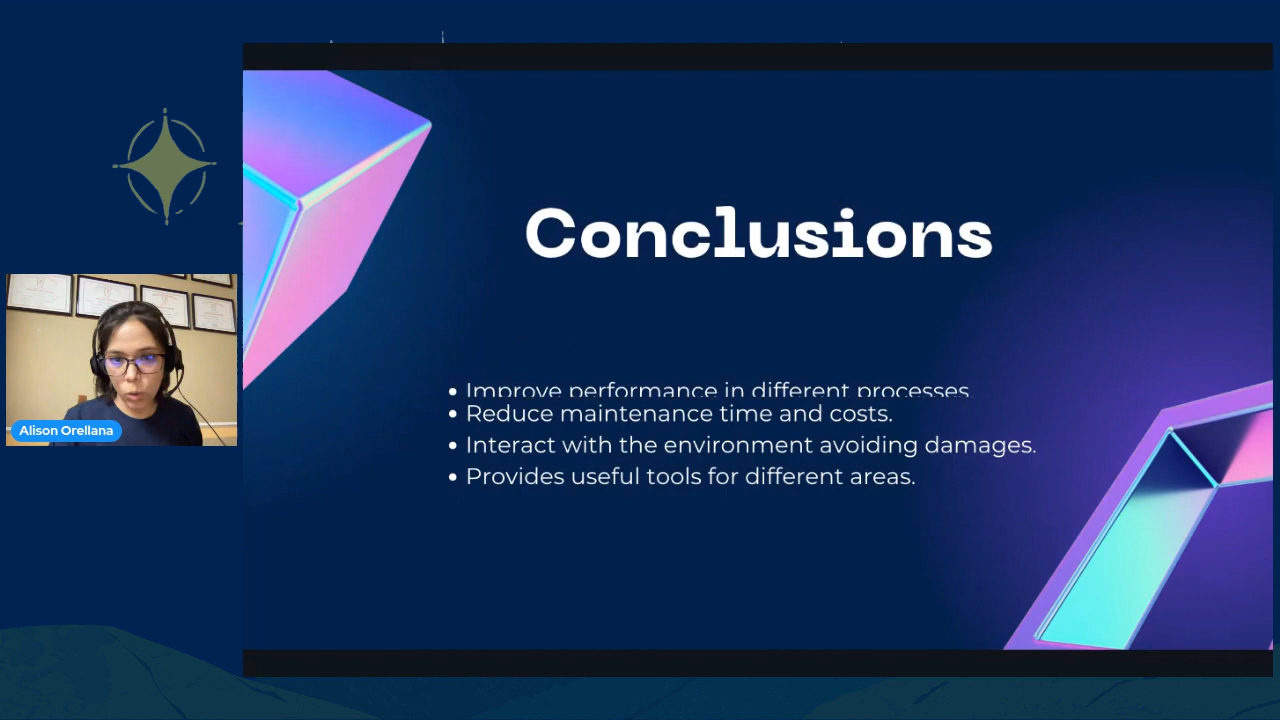 Conclusions
Improve performance in different processes
Reduce maintenance time and costs.
Interact with the environment avoiding damages.
Provides useful tools for different areas.
Alison Orellana